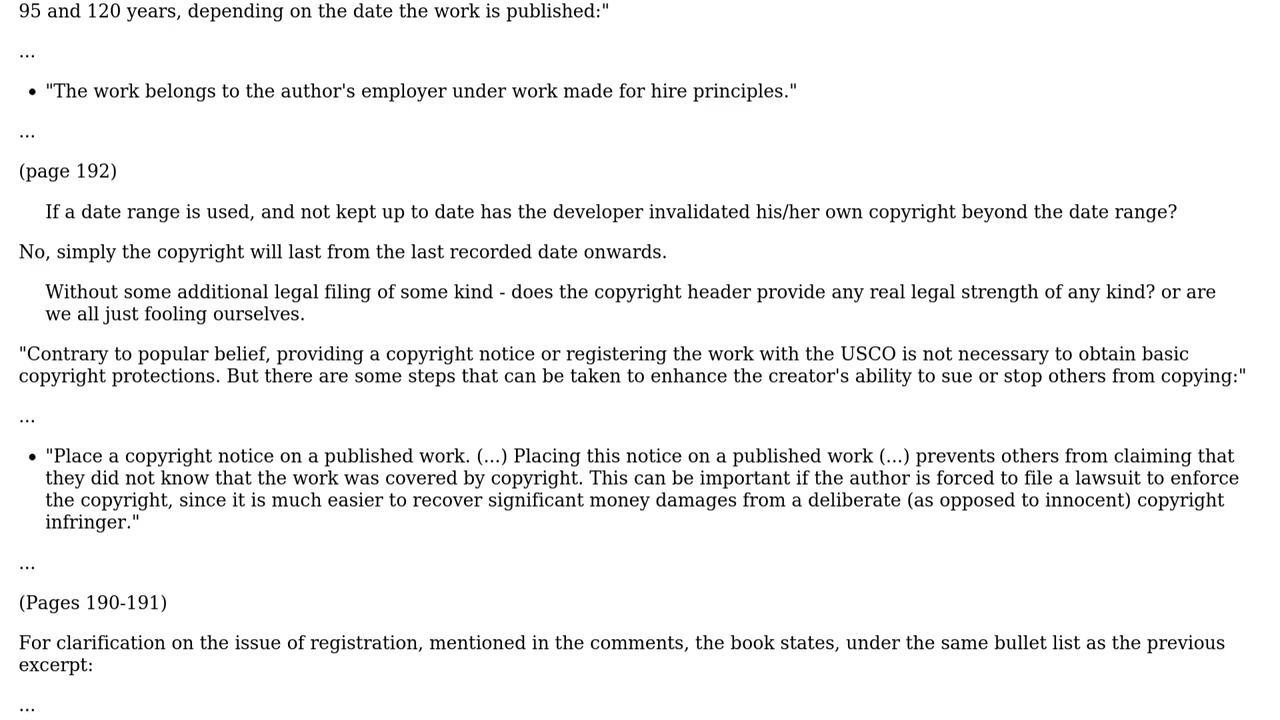 95 and 120 years, depending on the date the work is published:"
...
• "The work belongs to the author's employer under work made for hire principles."
...
(page 192)
If a date range is used, and not kept up to date has the developer invalidated his/her own copyright beyond the date range?
No, simply the copyright will last from the last recorded date onwards.
Without some additional legal filing of some kind - does the copyright header provide any real legal strength of any kind? or are
we all just fooling ourselves.
"Contrary to popular belief, providing a copyright notice or registering the work with the USCO is not necessary to obtain basic
copyright protections. But there are some steps that can be taken to enhance the creator's ability to sue or stop others from copying:"
...
• "Place a copyright notice on a published work. (...) Placing this notice on a published work (...) prevents others from claiming that
they did not know that the work was covered by copyright. This can be important if the author is forced to file a lawsuit to enforce
the copyright, since it is much easier to recover significant money damages from a deliberate (as opposed to innocent) copyright
infringer."
...
(Pages 190-191)
For clarification on the issue of registration, mentioned in the comments, the book states, under the same bullet list as the previous
excerpt:
...